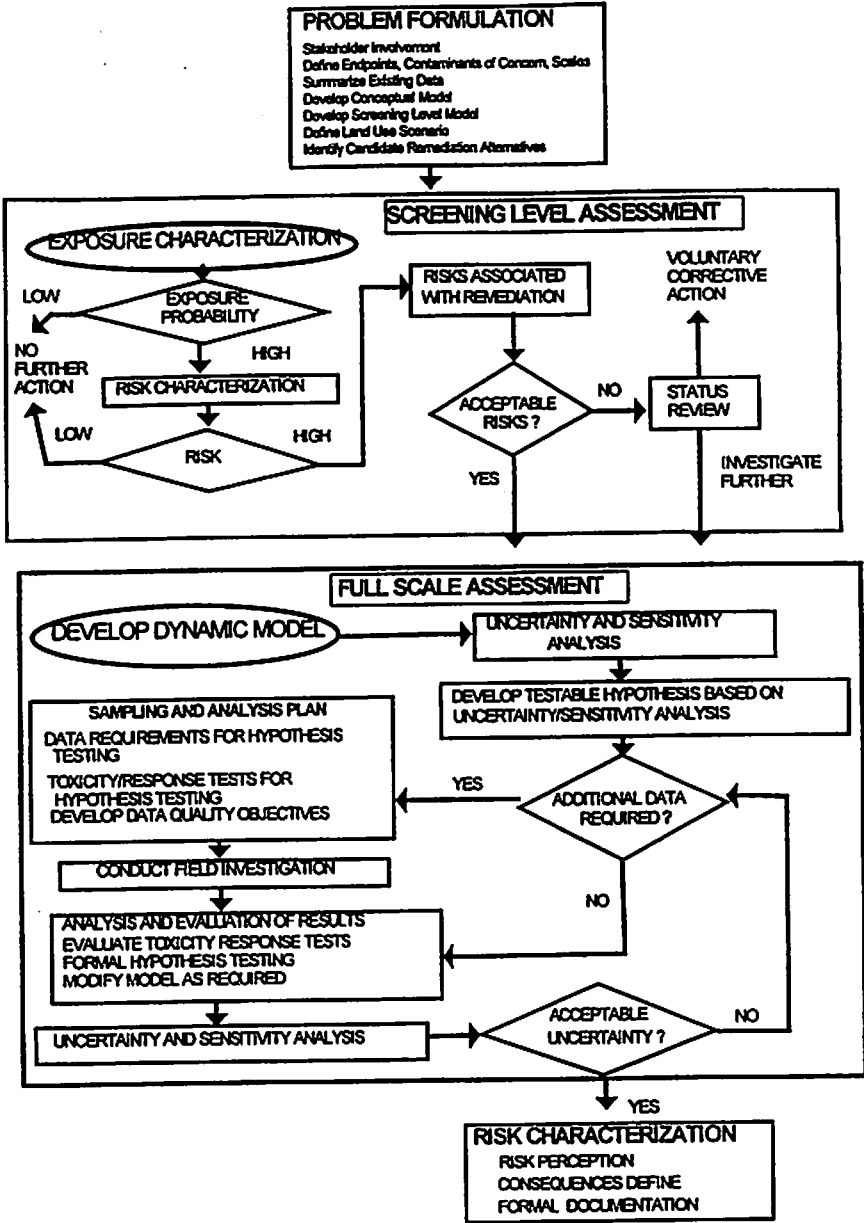 PROBLEM FORMULATION
Stakeholder Involvement
Define Endpoints, Contaminants of Concern, Scales
Summarize Existing Data
Develop Conceptual Model
Develop Screening Level Model
Define Land Use Scenario
Identify Candidate Remediation Alternatives
SCREENING LEVEL ASSESSMENT
EXPOSURE CHARACTERIZATION
LOW
EXPOSURE
PROBABILITY
NO
FURTHER
ACTION
HIGH
RISK CHARACTERIZATION
LOW
RISK
HIGH
RISKS ASSOCIATED
WITH REMEDIATION
VOLUNTARY
CORRECTIVE
ACTION
ACCEPTABLE
RISKS ?
NO
STATUS
REVIEW
YES
INVESTIGATE
FURTHER
FULL SCALE ASSESSMENT
DEVELOP DYNAMIC MODEL
UNCERTAINTY AND SENSITIVITY
ANALYSIS
DEVELOP TESTABLE HYPOTHESIS BASED ON
UNCERTAINTY/SENSITIVITY ANALYSIS
SAMPLING AND ANALYSIS PLAN
DATA REQUIREMENTS FOR HYPOTHESIS
TESTING
TOXICITY/RESPONSE TESTS FOR
HYPOTHESIS TESTING
DEVELOP DATA QUALITY OBJECTIVES
YES
ADDITIONAL DATA
REQUIRED ?
CONDUCT FIELD INVESTIGATION
NO
ANALYSIS AND EVALUATION OF RESULTS
EVALUATE TOXICITY RESPONSE TESTS
FORMAL HYPOTHESIS TESTING
MODIFY MODEL AS REQUIRED
UNCERTAINTY AND SENSITIVITY ANALYSIS
ACCEPTABLE
UNCERTAINTY ?
NO
YES
RISK CHARACTERIZATION
RISK PERCEPTION
CONSEQUENCES DEFINE
FORMAL DOCUMENTATION